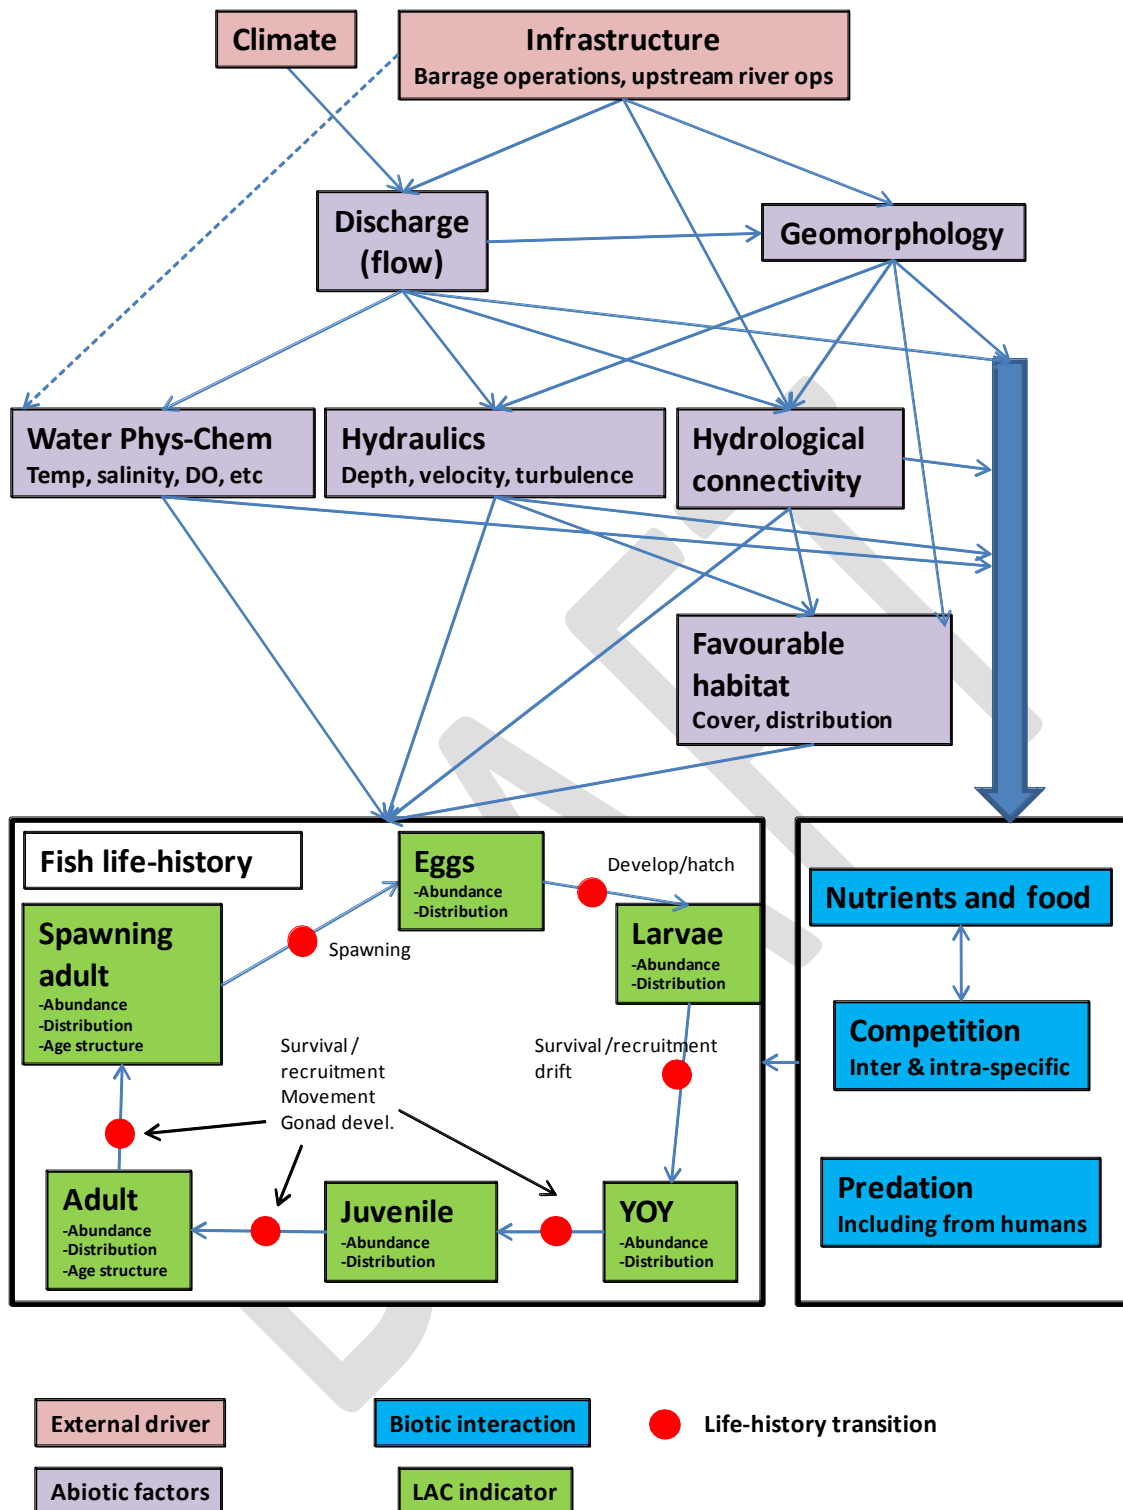 Climate
Infrastructure
Barrage operations, upstream river ops
Discharge
(flow)
Geomorphology
Water Phys-Chem
Temp, salinity, DO, etc
Hydraulics
Depth, velocity, turbulence
Hydrological
connectivity
Favourable
habitat
Cover, distribution
Fish life-history
Eggs
-Abundance
-Distribution
Develop/hatch
Larvae
-Abundance
-Distribution
Spawning
adult
-Abundance
-Distribution
-Age structure
Spawning
Survival /
recruitment
Movement
Gonad devel.
Survival /recruitment
drift
Adult
-Abundance
-Distribution
-Age structure
Juvenile
-Abundance
-Distribution
YOY
-Abundance
-Distribution
Nutrients and food
Competition
Inter & intra-specific
Predation
Including from humans
External driver
Biotic interaction
Life-history transition
Abiotic factors
LAC indicator
DRAFT